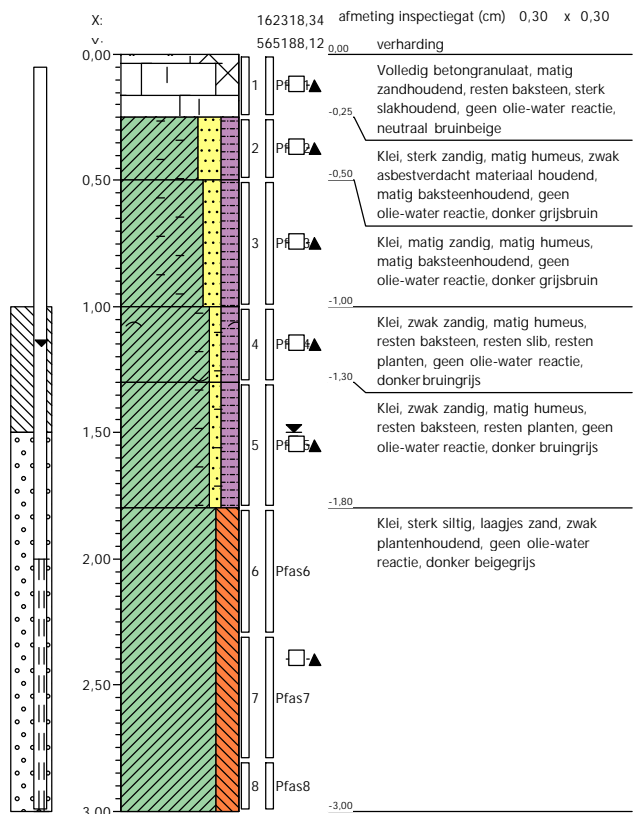 X: 162318,34 afmeting inspectiegat (cm) 0,30 x 0,30
565188,12
0,00
0,50
1,00
1,50
2,00
2,50
3,00
1
2
3
4
5
6 Pfas6
7 Pfas7
8 Pfas8
0,00 verharding
Volledig betongranulaat, matig
zandhoudend, resten baksteen, sterk
slakhoudend, geen olie-water reactie,
neutraal bruinbeige
-0,25
Klei, sterk zandig, matig humeus, zwak
asbestverdacht materiaal houdend,
matig baksteenhoudend, geen
olie-water reactie, donker grijsbruin
-0,50
Klei, matig zandig, matig humeus,
matig baksteenhoudend, geen
olie-water reactie, donker grijsbruin
-1,00
Klei, zwak zandig, matig humeus,
resten baksteen, resten slib, resten
planten, geen olie-water reactie,
donker bruingrijs
-1,30
Klei, zwak zandig, matig humeus,
resten baksteen, resten planten, geen
olie-water reactie, donker bruingrijs
-1,80
Klei, sterk siltig, laagjes zand, zwak
plantenhoudend, geen olie-water
reactie, donker beigegrijs
-3,00